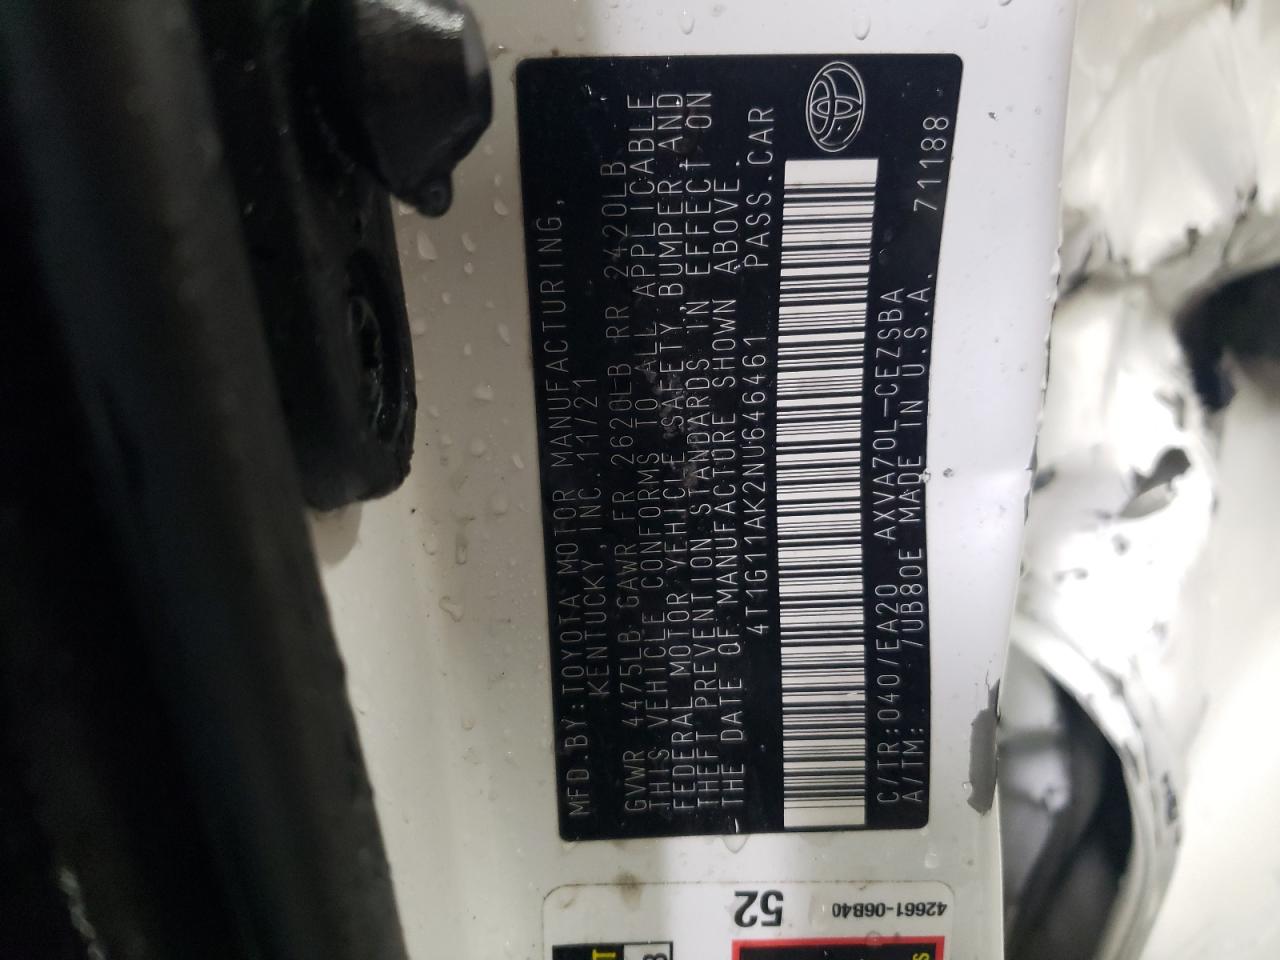 MFD.BY:TOYOTA MOTOR MANUFACTURING,
KENTUCKY,INC. 11/21
GVWR 4475LB GAWR FR 2620LB RR 2420LB
THIS VEHICLE CONFORMS TO ALL APPLICABLE
FEDERAL MOTOR VEHICLE SAFETY,BUMPER,AND
THEFT PREVENTION STANDARDS IN EFFECT ON
THE DATE OF MANUFACTURE SHOWN ABOVE.
4T1G11AK2NU646461 PASS.CAR
C/TR:040/EA20 AXVA70L-CEZSBA
A/TM: /UB80E MADE IN U.S.A. 71188
52
42661-06B40